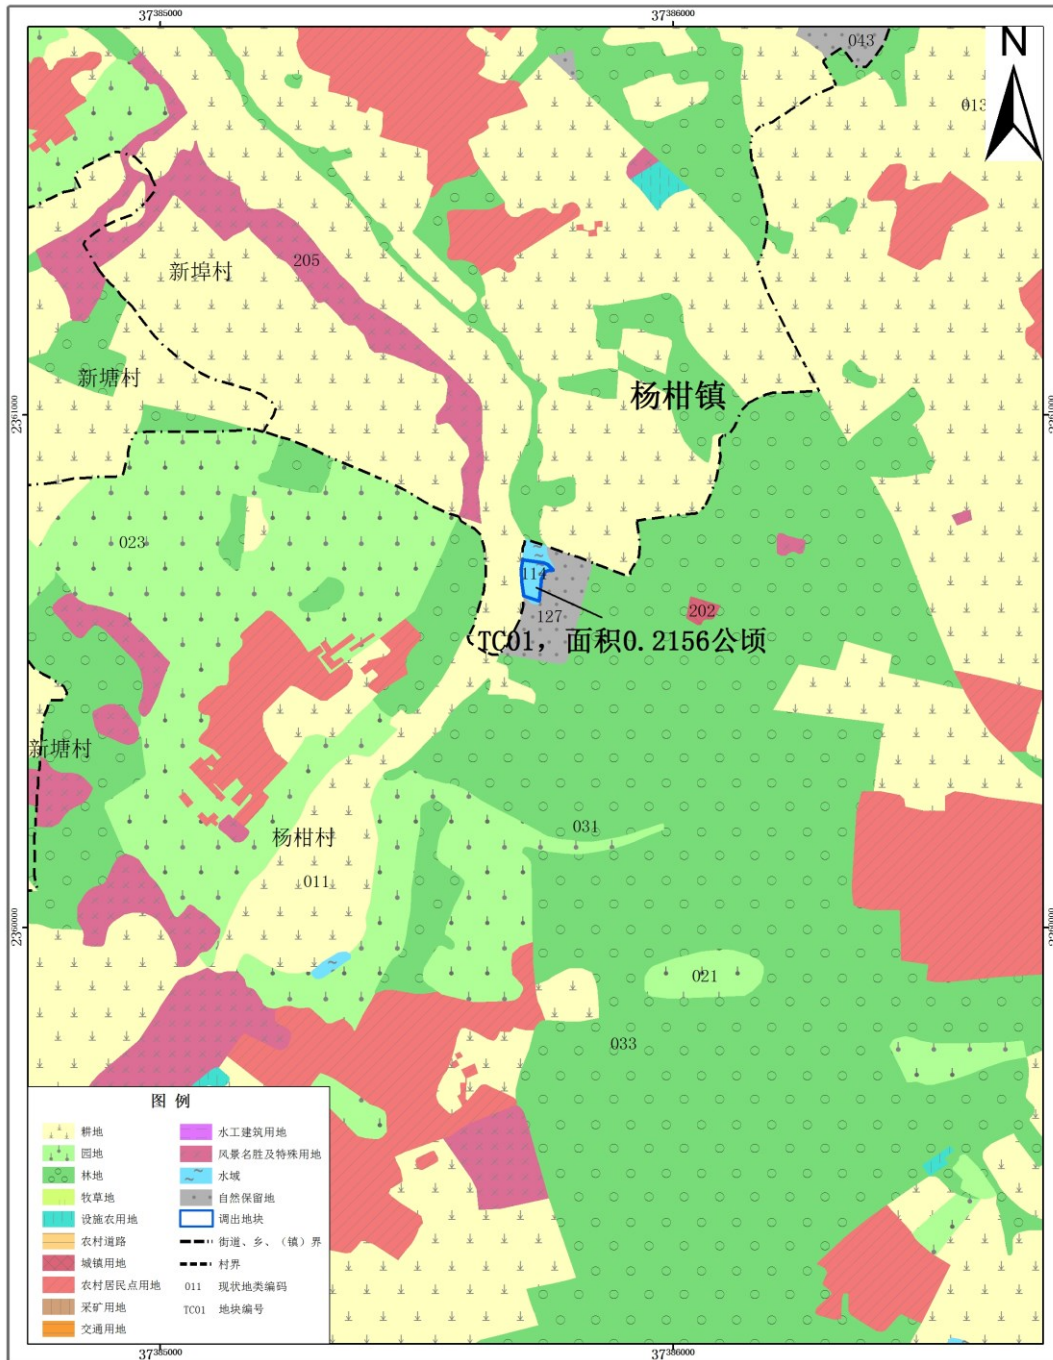 37385000
37386000
N
043
013
新埠村
205
新塘村
杨柑镇
2361000
023
114
127
202
TC01, 面积0.2156公顷
新塘村
杨柑村
031
011
2360000
021
033
图 例
耕地
水工建筑用地
园地
风景名胜及特殊用地
林地
水域
牧草地
自然保留地
设施农用地
调出地块
农村道路
街道、乡、（镇）界
城镇用地
村界
农村居民点用地
011 现状地类编码
采矿用地
TC01 地块编号
交通用地
37385000
37386000